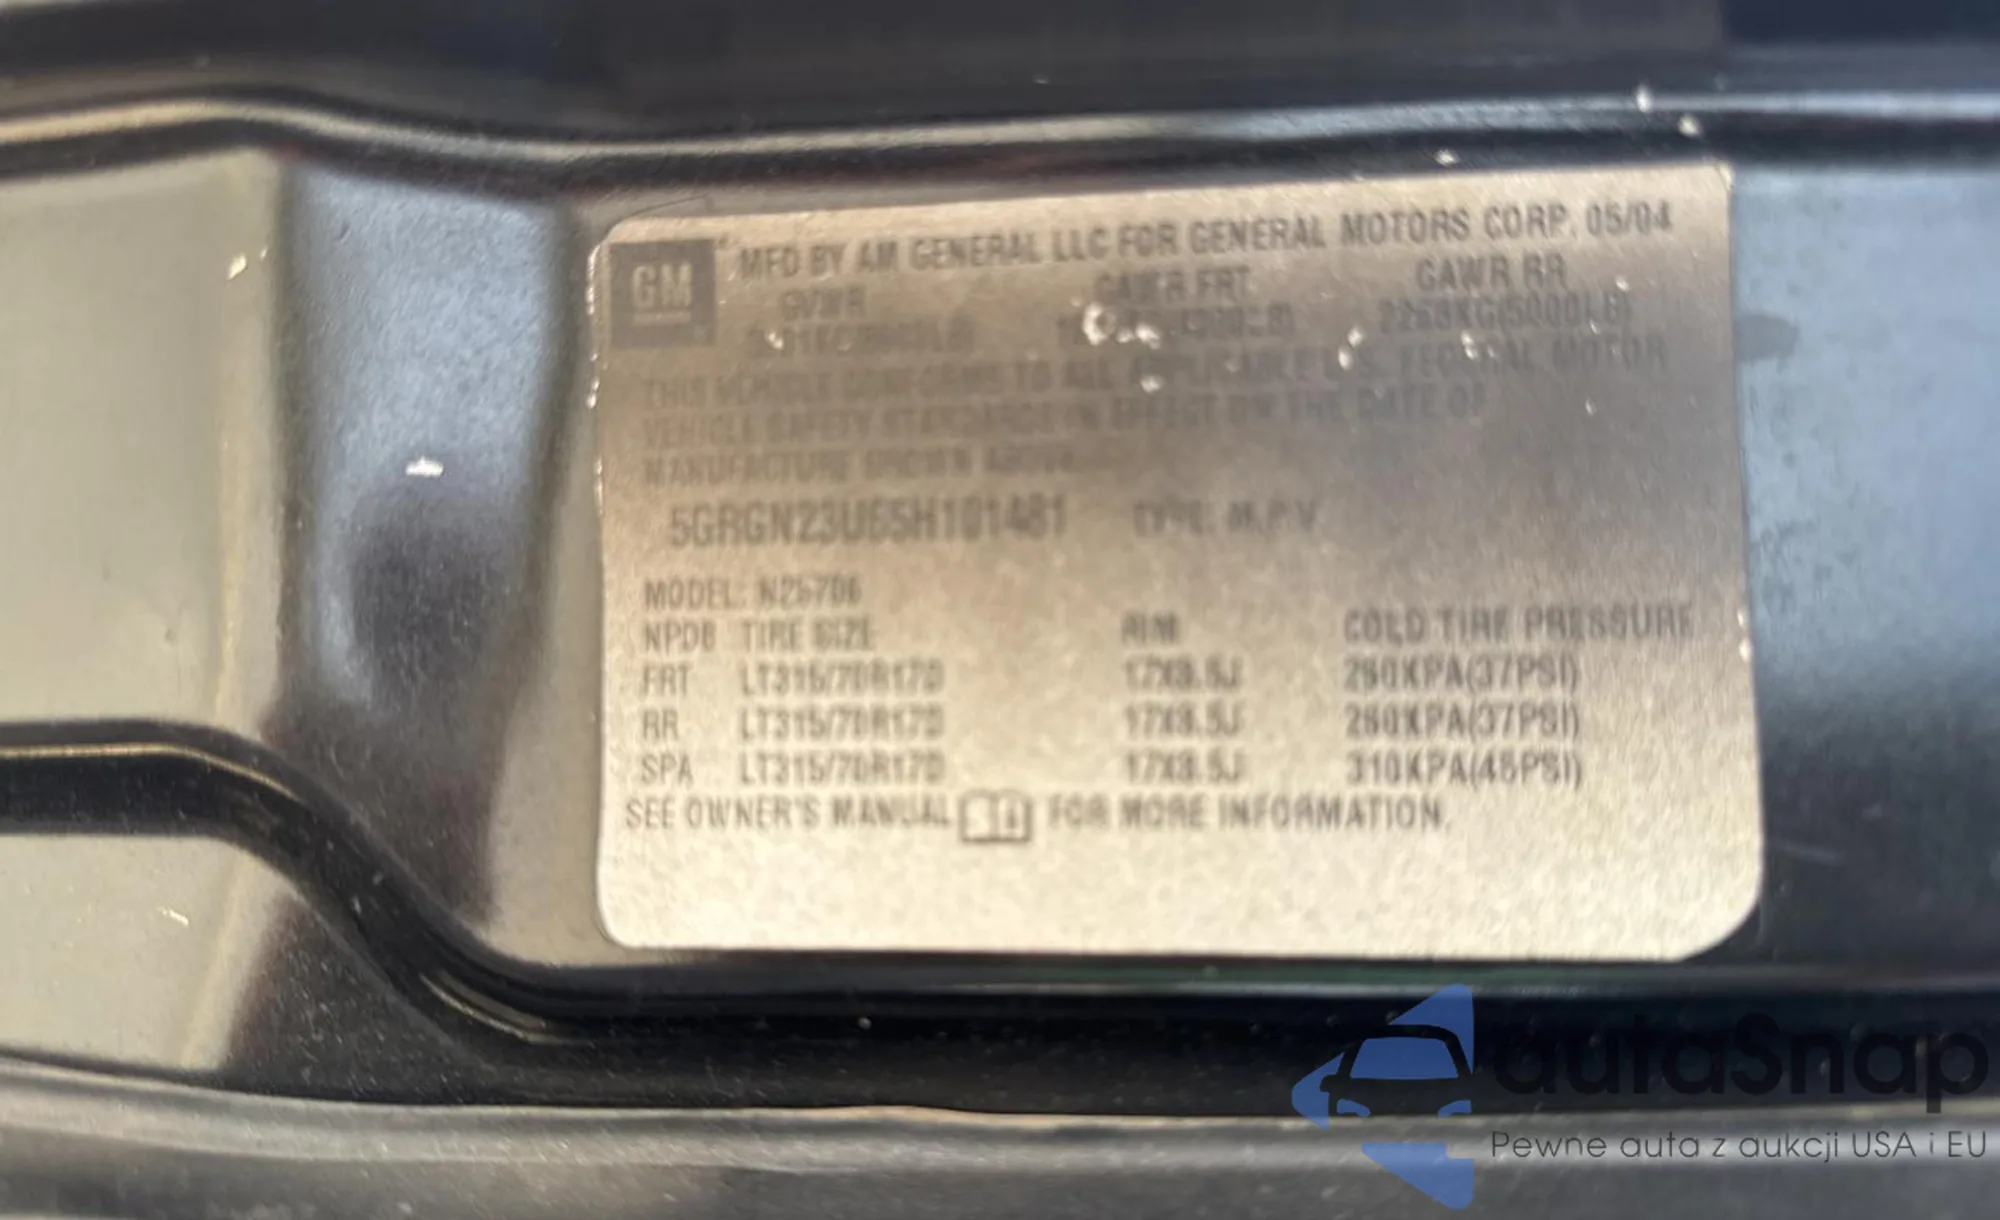 GM MFD BY AM GENERAL LLC FOR GENERAL MOTORS CORP. 05/04
GVWR GAWR FRT GAWR RR
2268KG(5000LB)
THIS VEHICLE CONFORMS TO ALL APPLICABLE U.S. FEDERAL MOTOR
VEHICLE SAFETY STANDARDS IN EFFECT ON THE DATE OF
MANUFACTURE SHOWN ABOVE.
TYPE: M.P.V
MODEL: N25706
NPDB TIRE SIZE RIM COLD TIRE PRESSURE
FRT LT315/70R17D 17X8.5J 260KPA(37PSI)
RR LT315/70R17D 17X8.5J 260KPA(37PSI)
SPA LT315/70R17D 17X8.5J 310KPA(45PSI)
SEE OWNER'S MANUAL FOR MORE INFORMATION.
autaSnap
Pewne auta z aukcji USA i EU